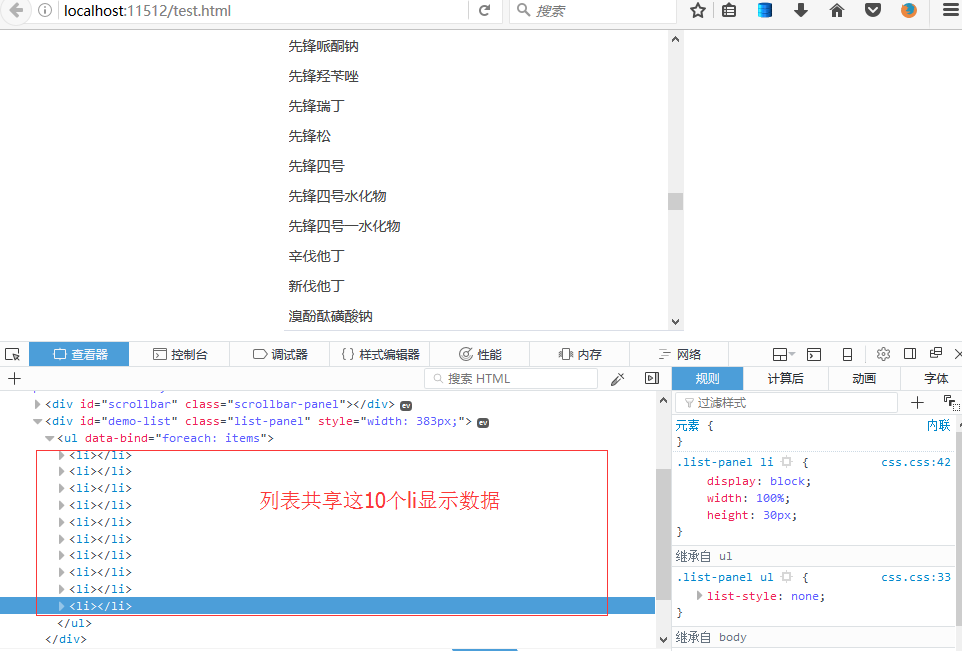 localhost:11512/test.html
搜索
先锋哌酮钠
先锋羟苄唑
先锋瑞丁
先锋松
先锋四号
先锋四号水化物
先锋四号一水化物
辛伐他丁
新伐他丁
溴酚酞磺酸钠
查看器 控制台 调试器 { } 样式编辑器 性能 内存 网络
+ 搜索 HTML
<div id="scrollbar" class="scrollbar-panel"></div> ev
<div id="demo-list" class="list-panel" style="width: 383px;"> ev
<ul data-bind="foreach: items">
<li></li>
<li></li>
<li></li>
<li></li>
<li></li>
<li></li>
<li></li>
<li></li>
<li></li>
<li></li>
</ul>
</div>
列表共享这10个li显示数据
规则 计算后 动画 字体
过滤样式 +
元素 { 内联
}
.list-panel li { css.css:42
display: block;
width: 100%;
height: 30px;
}
继承自 ul
.list-panel ul { css.css:33
list-style: none;
}
继承自 body